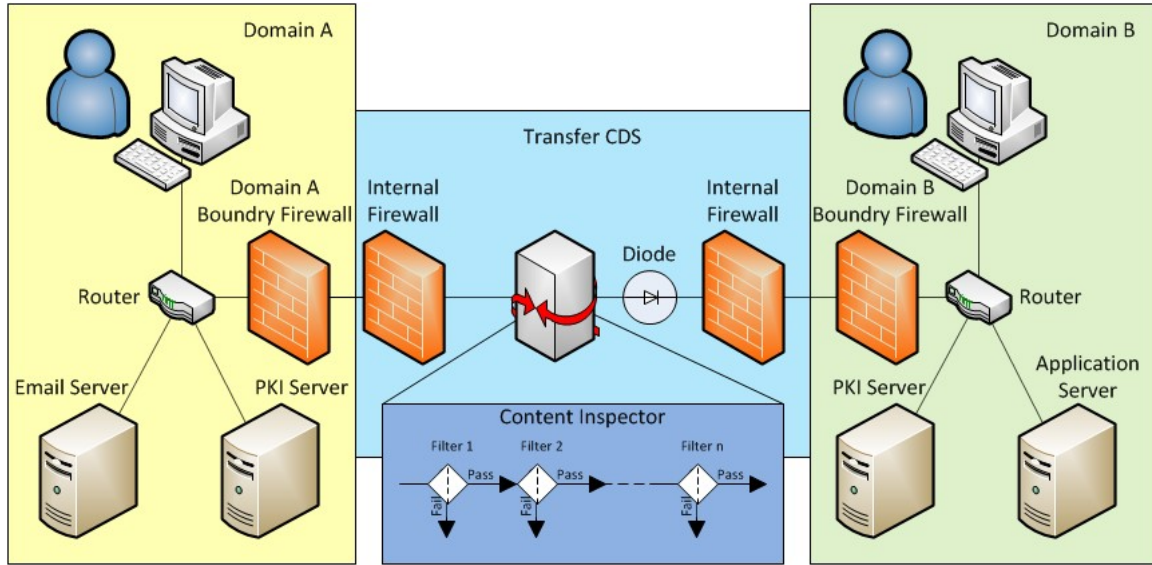 Domain A
Domain B
Transfer CDS
Domain A
Boundry Firewall
Internal
Firewall
Internal
Firewall
Domain B
Boundry Firewall
Diode
Router
Router
Email Server
PKI Server
PKI Server
Application
Server
Content Inspector
Filter 1
Filter 2
Filter n
Pass
Pass
Pass
Fail
Fail
Fail